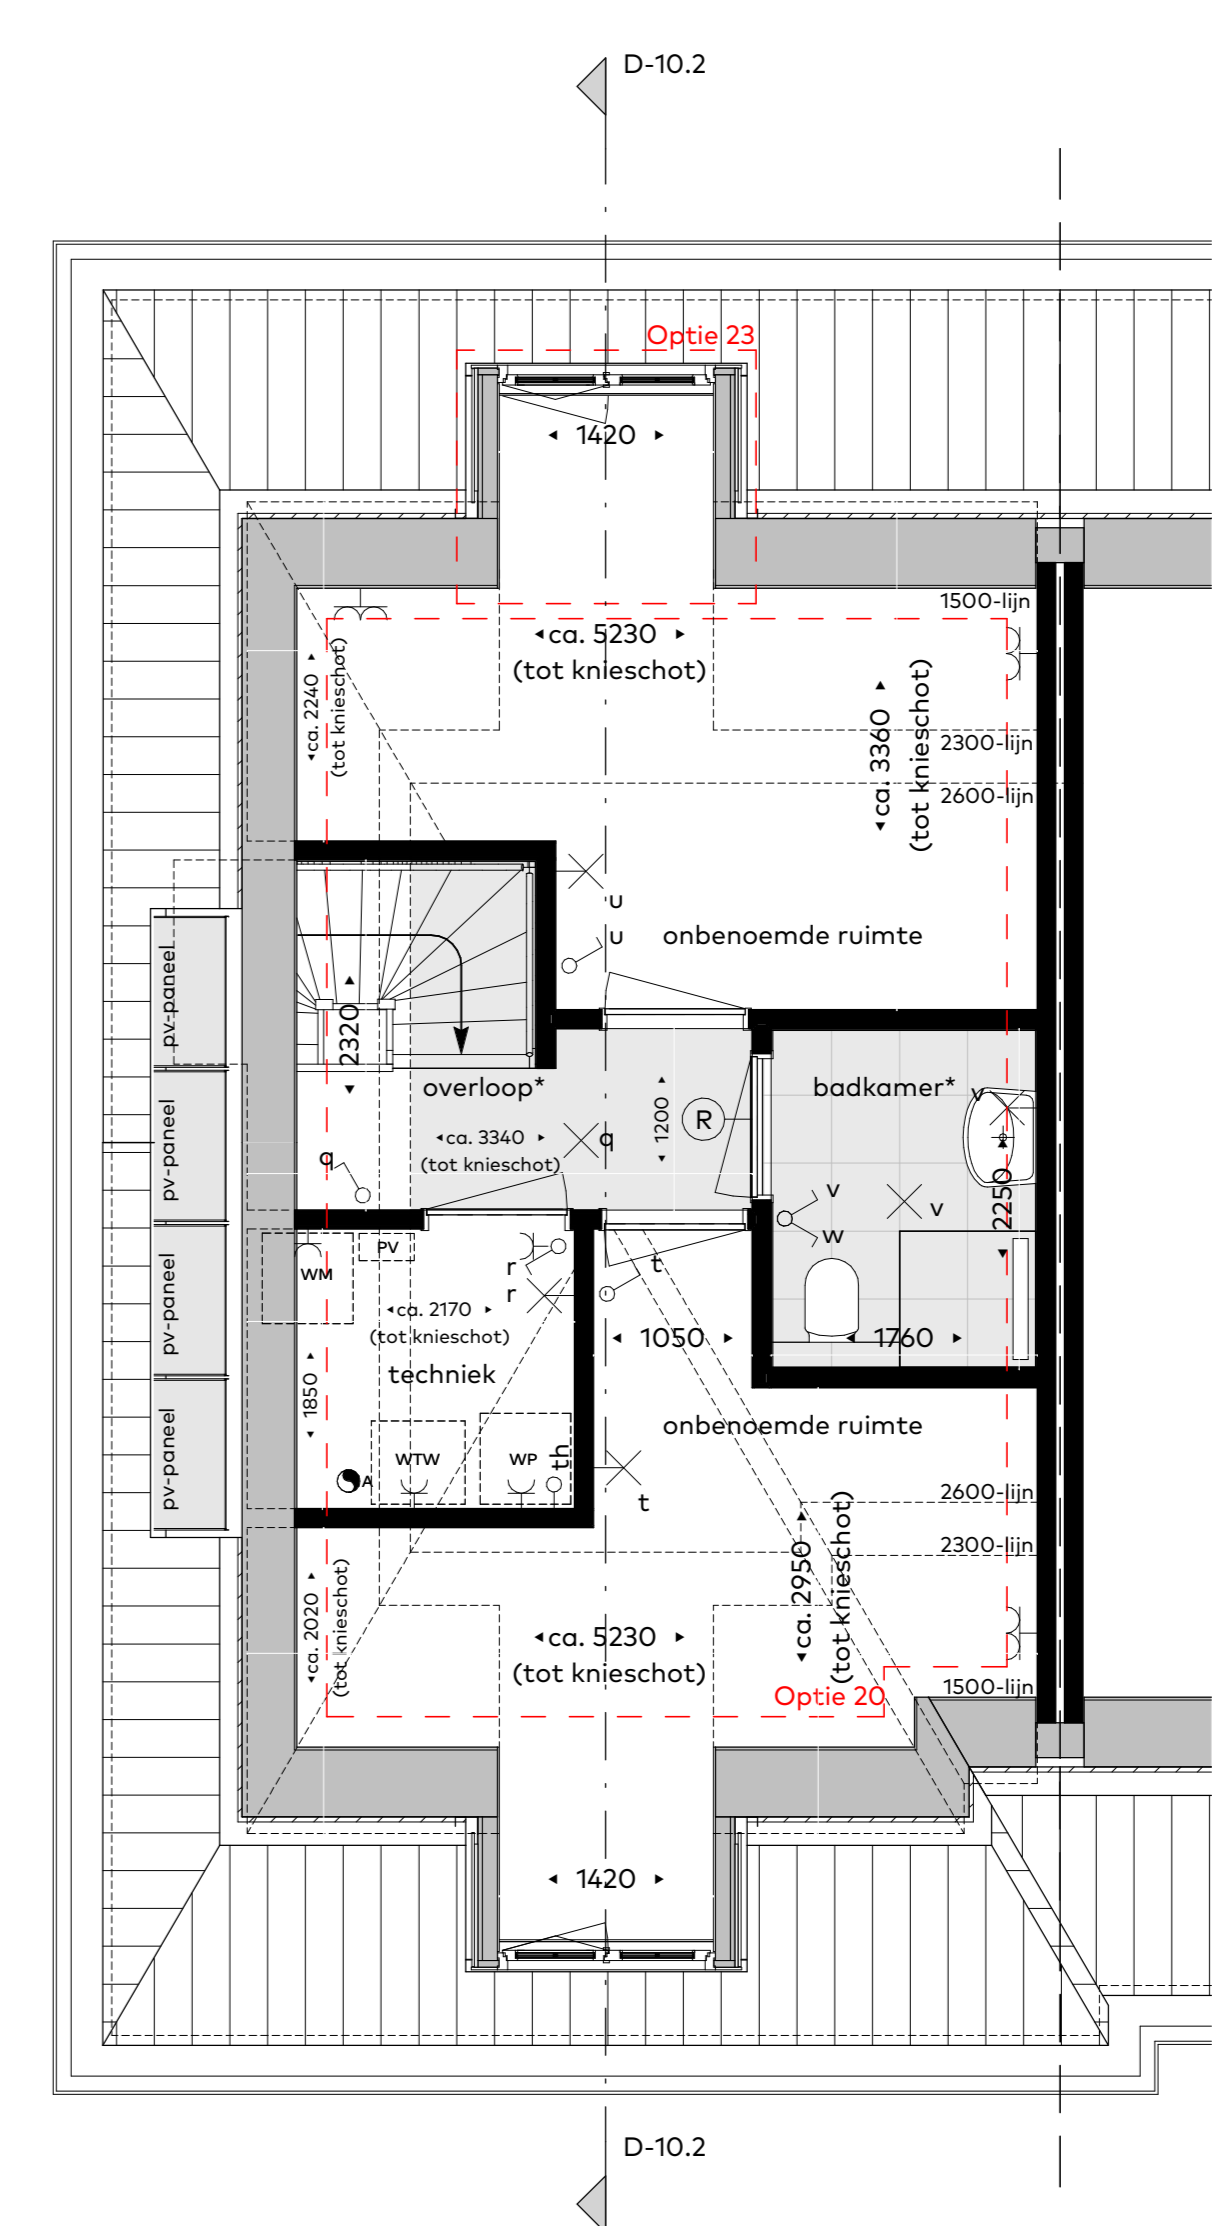 D-10.2
Optie 23
1420
1500-lijn
ca. 5230
(tot knieschot)
ca. 2240
(tot knieschot)
ca. 3360
(tot knieschot)
2300-lijn
2600-lijn
u
u
onbenoemde ruimte
pv-paneel
2320
overloop*
badkamer*
v
1200
R
ca. 3340
(tot knieschot)
q
q
pv-paneel
2250
v
v
w
PV
WM
r
r
t
ca. 2170
(tot knieschot)
1050
1760
pv-paneel
techniek
1850
onbenoemde ruimte
pv-paneel
A
WTW
WP
th
t
2600-lijn
2300-lijn
ca. 2950
(tot knieschot)
ca. 2020
(tot knieschot)
ca. 5230
(tot knieschot)
1500-lijn
Optie 20
1420
D-10.2